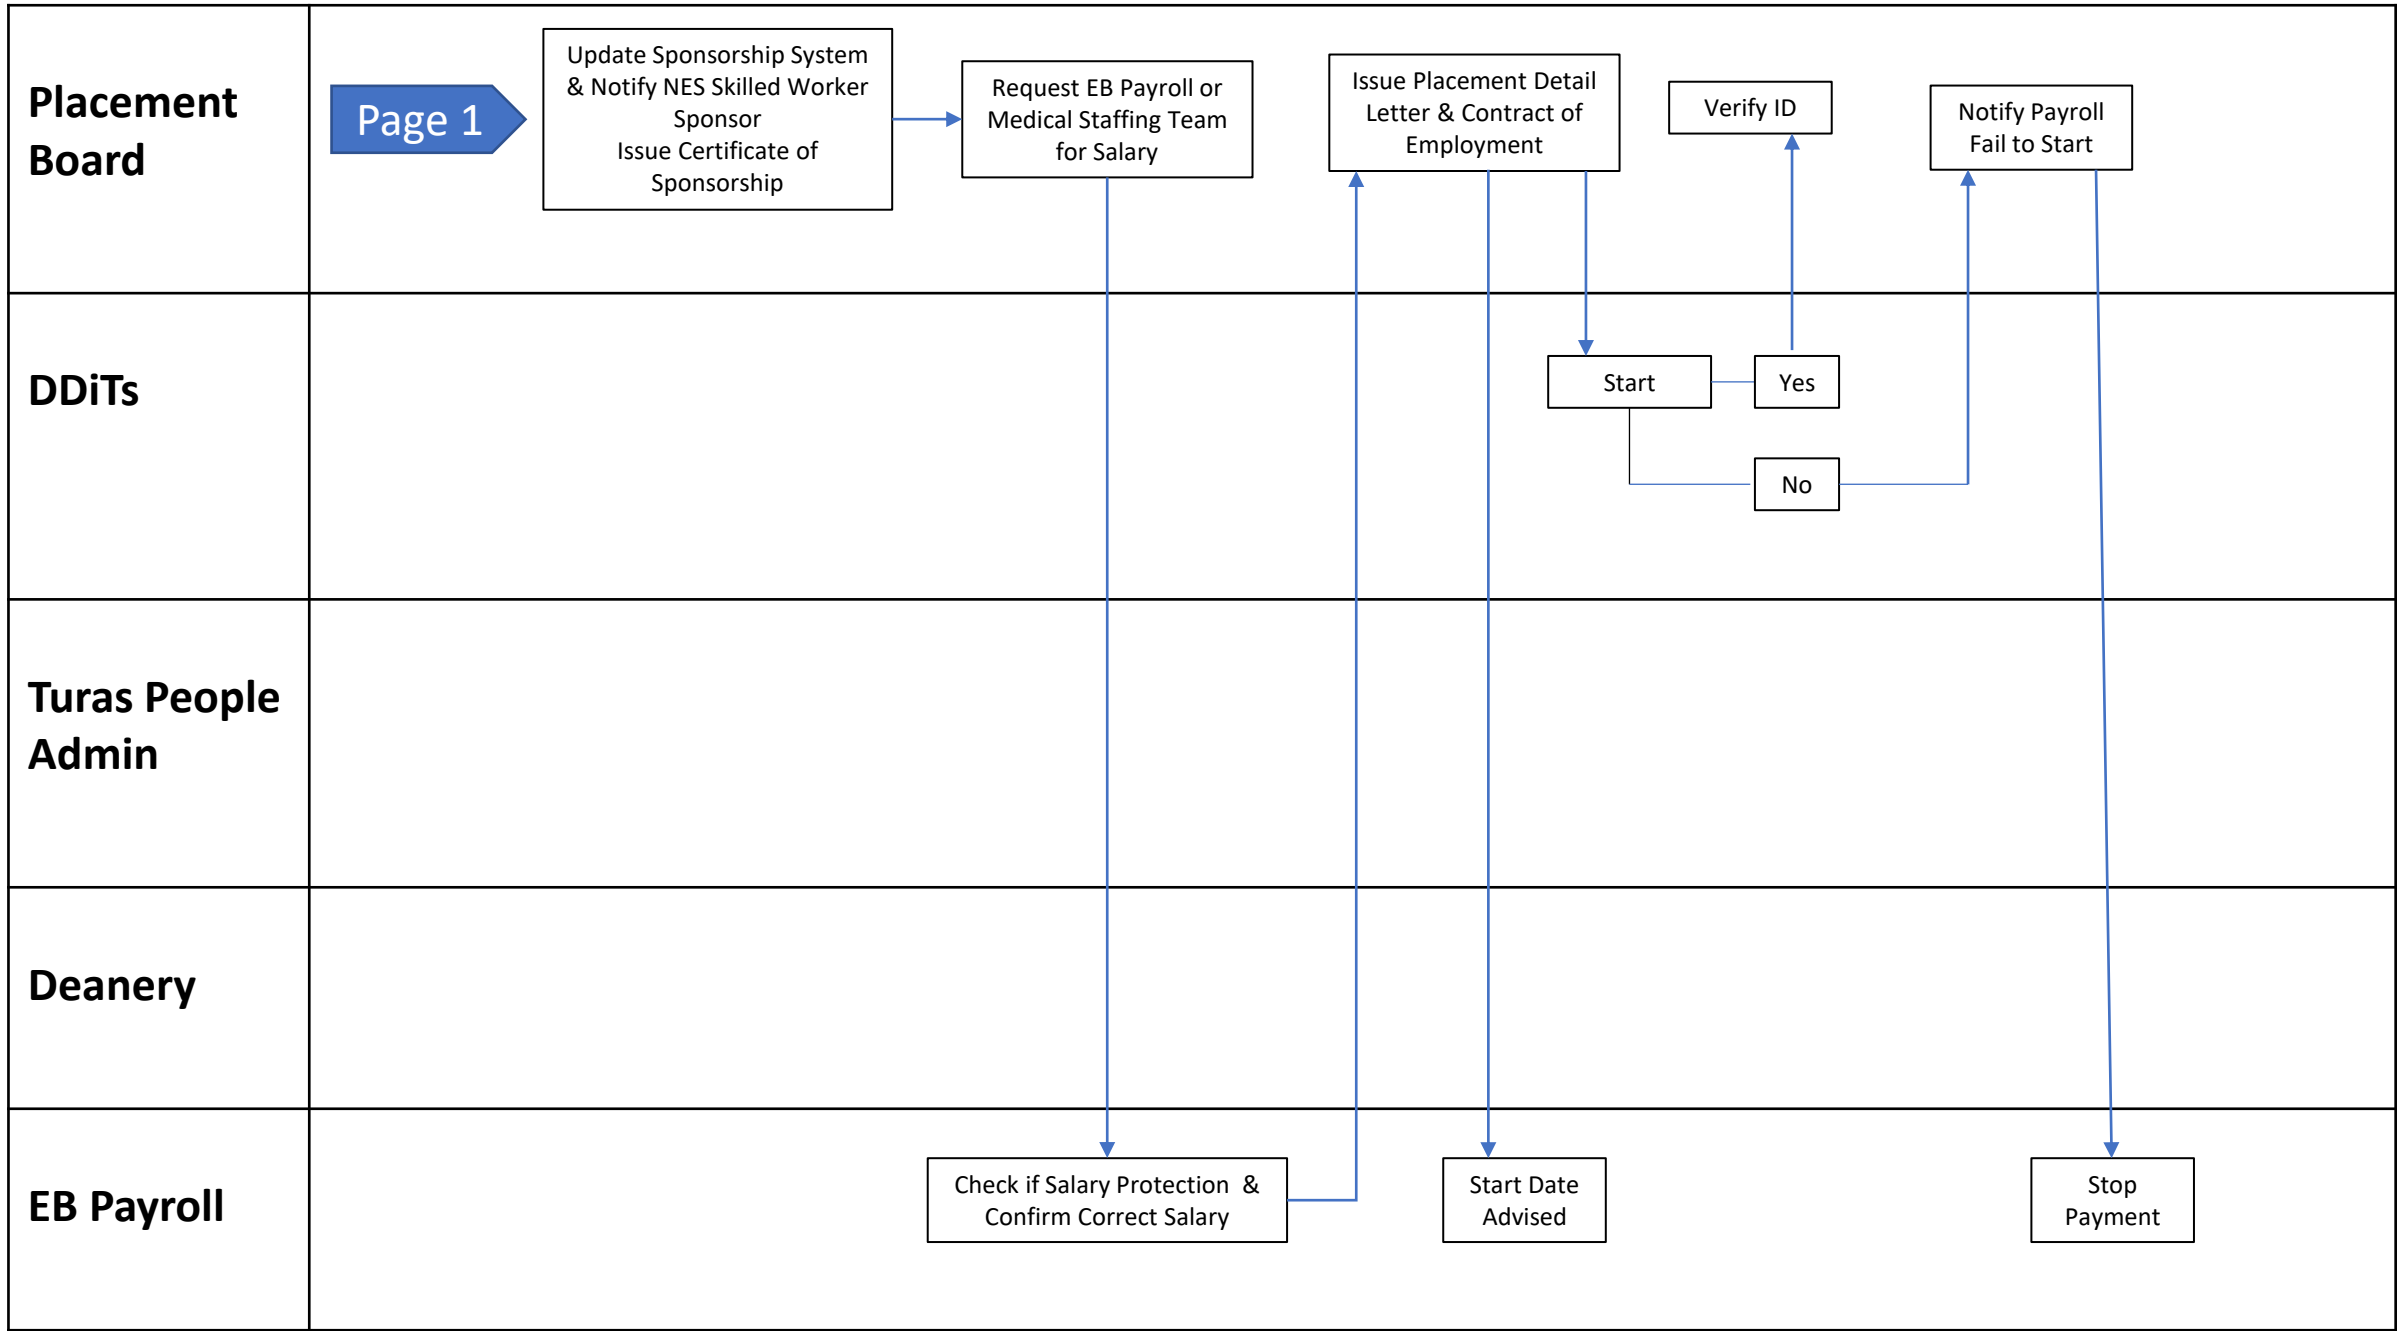 Placement
Board
Page 1
Update Sponsorship System
& Notify NES Skilled Worker
Sponsor
Issue Certificate of
Sponsorship
Request EB Payroll or
Medical Staffing Team
for Salary
Issue Placement Detail
Letter & Contract of
Employment
Verify ID
Notify Payroll
Fail to Start
DDiTs
Start
Yes
No
Turas People
Admin
Deanery
EB Payroll
Check if Salary Protection &
Confirm Correct Salary
Start Date
Advised
Stop
Payment